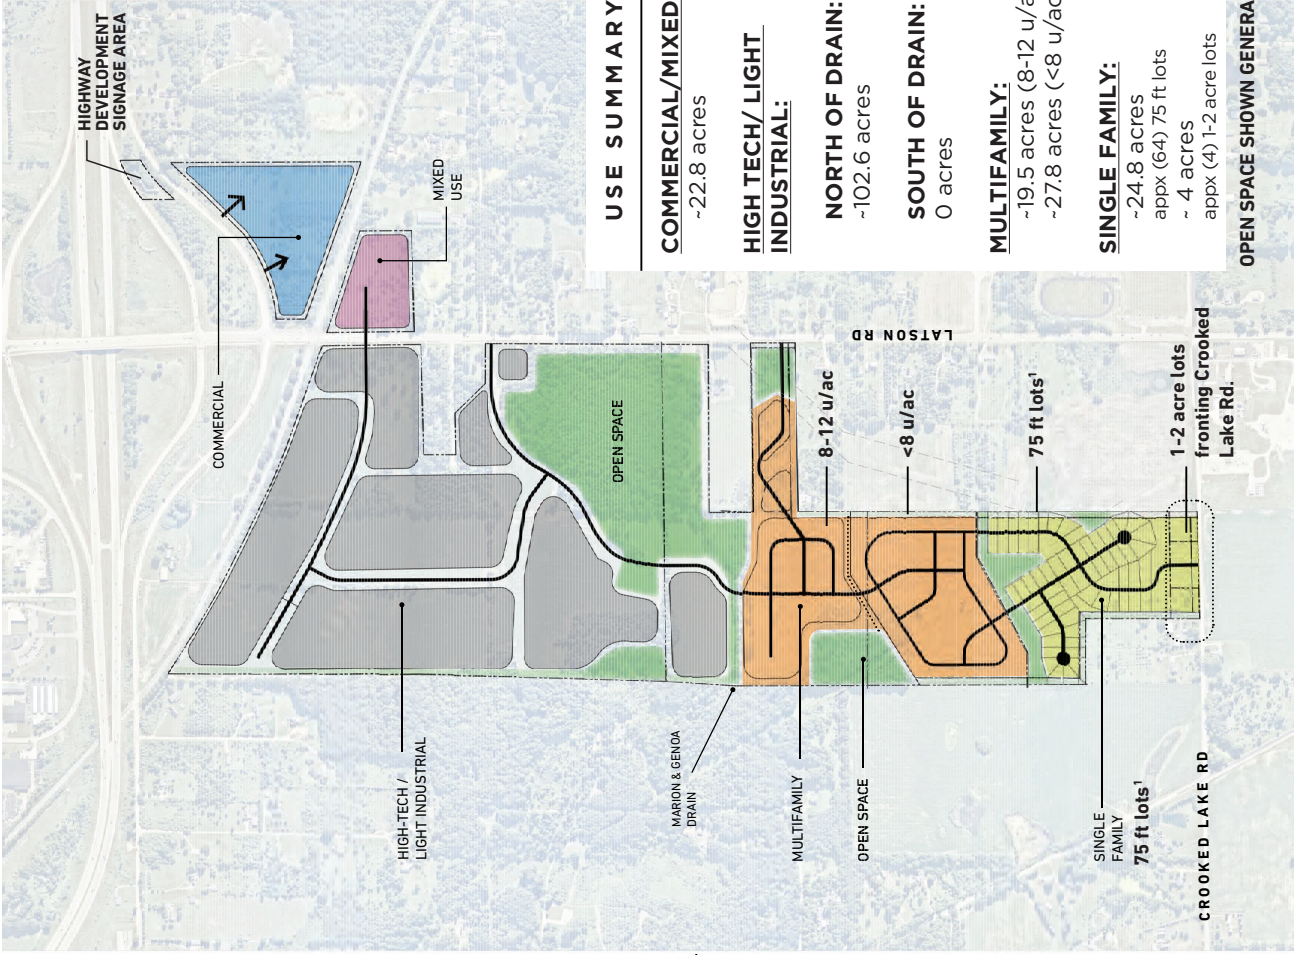 HIGHWAY
DEVELOPMENT
SIGNAGE AREA
COMMERCIAL
MIXED
USE
LATSON RD
OPEN SPACE
HIGH-TECH /
LIGHT INDUSTRIAL
MARION & GENOA
DRAIN
MULTIFAMILY
OPEN SPACE
SINGLE
FAMILY
75 ft lots¹
CROOKED LAKE RD
8-12 u/ac
<8 u/ac
75 ft lots¹
1-2 acre lots
fronting Crooked
Lake Rd.
USE SUMMARY
COMMERCIAL/MIXED
~22.8 acres
HIGH TECH/ LIGHT
INDUSTRIAL:
NORTH OF DRAIN:
~102.6 acres
SOUTH OF DRAIN:
0 acres
MULTIFAMILY:
~19.5 acres (8-12 u/a
~27.8 acres (<8 u/ac
SINGLE FAMILY:
~24.8 acres
appx (64) 75 ft lots
~ 4 acres
appx (4) 1-2 acre lots
OPEN SPACE SHOWN GENERA